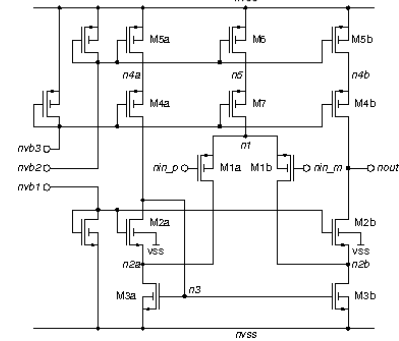 M5a M6 M5b
n4a n5 n4b
M4a M7 M4b
n1
nvb3
nvb2 nin_p M1a M1b nin_m nout
nvb1
M2a M2b
vss vss
n2a n2b
M3a n3 M3b
nvss